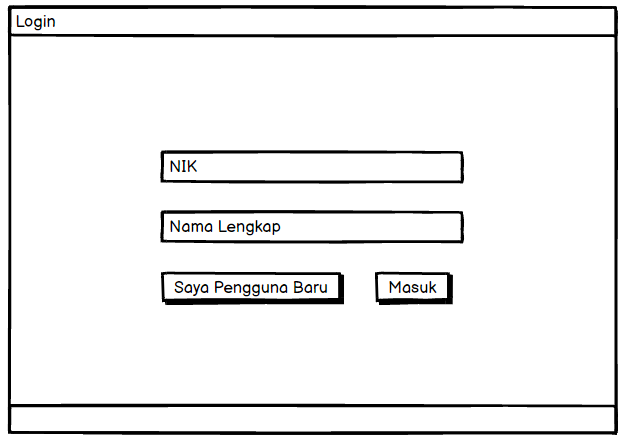 Login
NIK
Nama Lengkap
Saya Pengguna Baru
Masuk